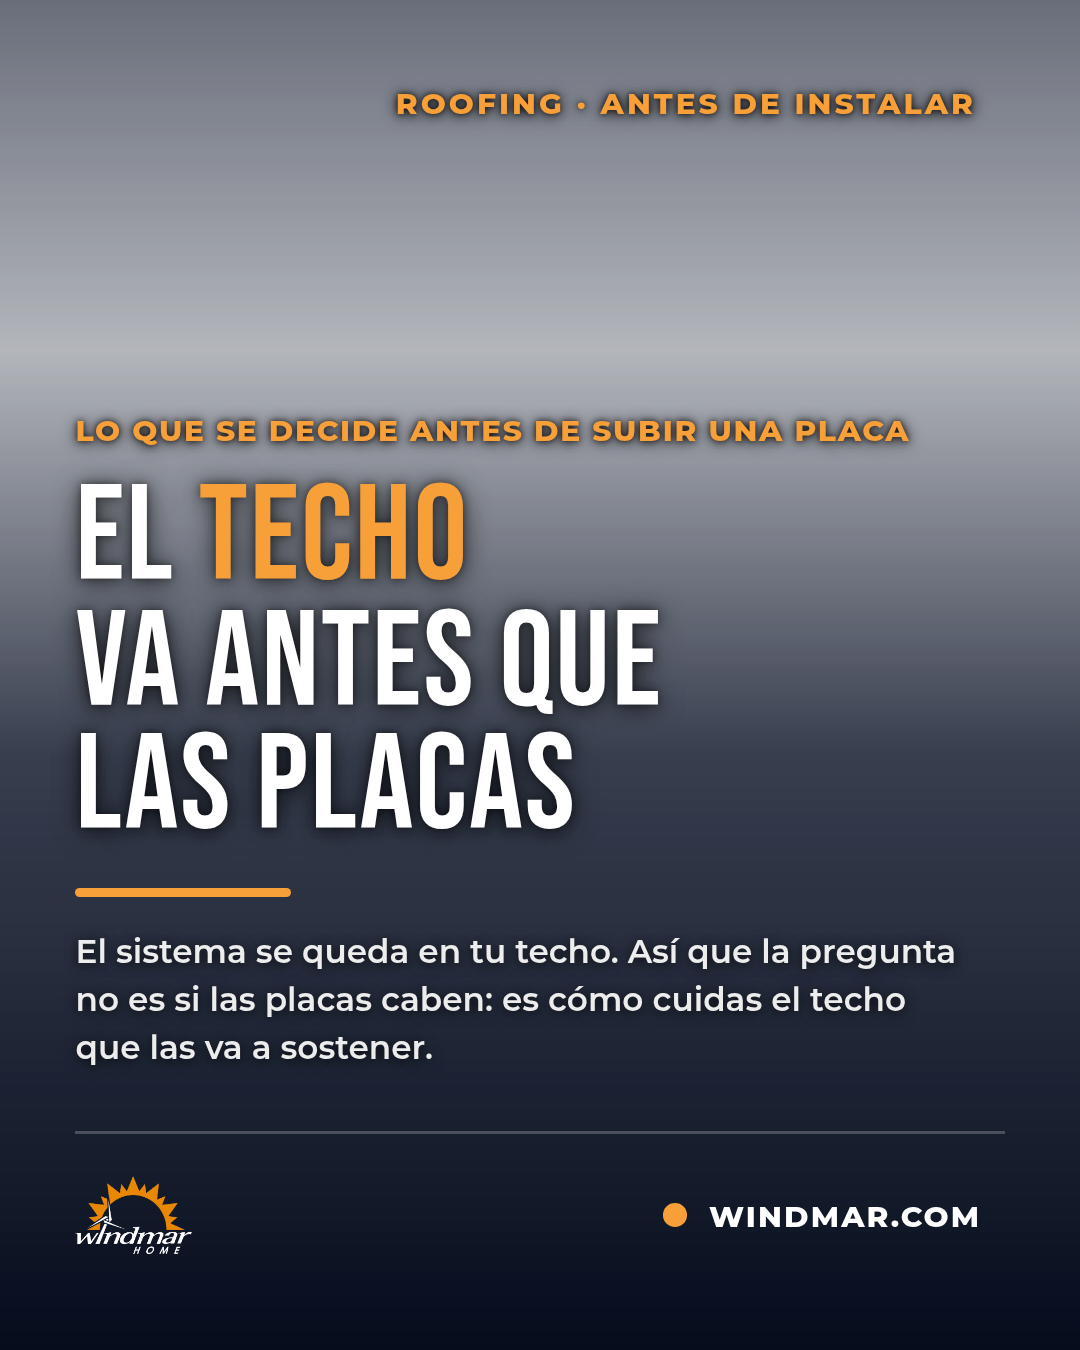 ROOFING · ANTES DE INSTALAR
LO QUE SE DECIDE ANTES DE SUBIR UNA PLACA
EL TECHO
VA ANTES QUE
LAS PLACAS
El sistema se queda en tu techo. Así que la pregunta
no es si las placas caben: es cómo cuidas el techo
que las va a sostener.
windmar
HOME
WINDMAR.COM